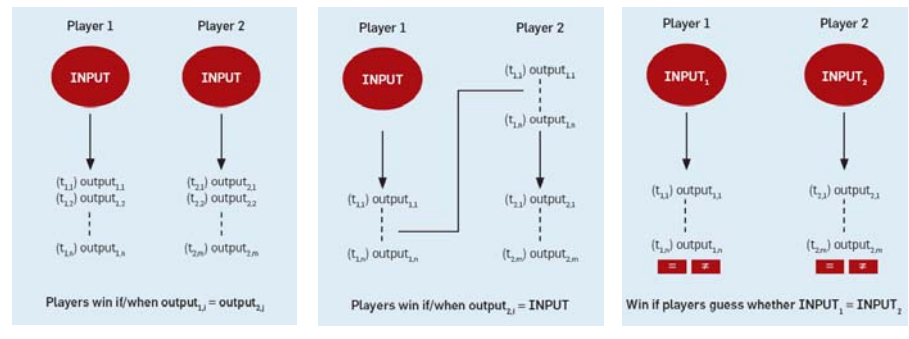 Player 1 Player 2
INPUT INPUT
(t1,1) output1,1 (t2,1) output2,1
(t1,2) output1,2 (t2,2) output2,2
(t1,n) output1,n (t2,m) output2,m
Players win if/when output1,i = output2,j
Player 1 Player 2
INPUT
(t1,1) output1,1
(t1,n) output1,n
(t1,1) output1,1 (t2,1) output2,1
(t1,n) output1,n (t2,m) output2,m
Players win if/when output2,i = INPUT
Player 1 Player 2
INPUT1 INPUT2
(t1,1) output1,1 (t2,1) output2,1
(t1,n) output1,n (t2,m) output2,m
= ≠ = ≠
Win if players guess whether INPUT1 = INPUT2